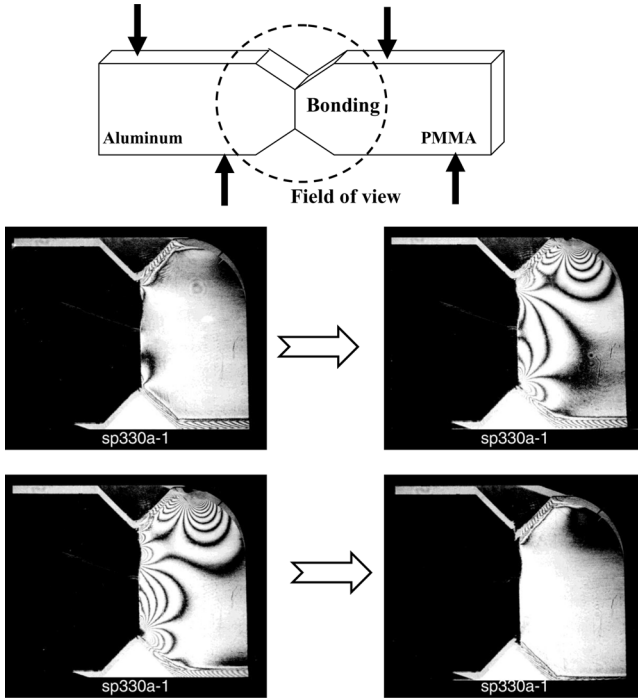 Bonding
Aluminum
PMMA
Field of view
sp330a-1
sp330a-1
sp330a-1
sp330a-1